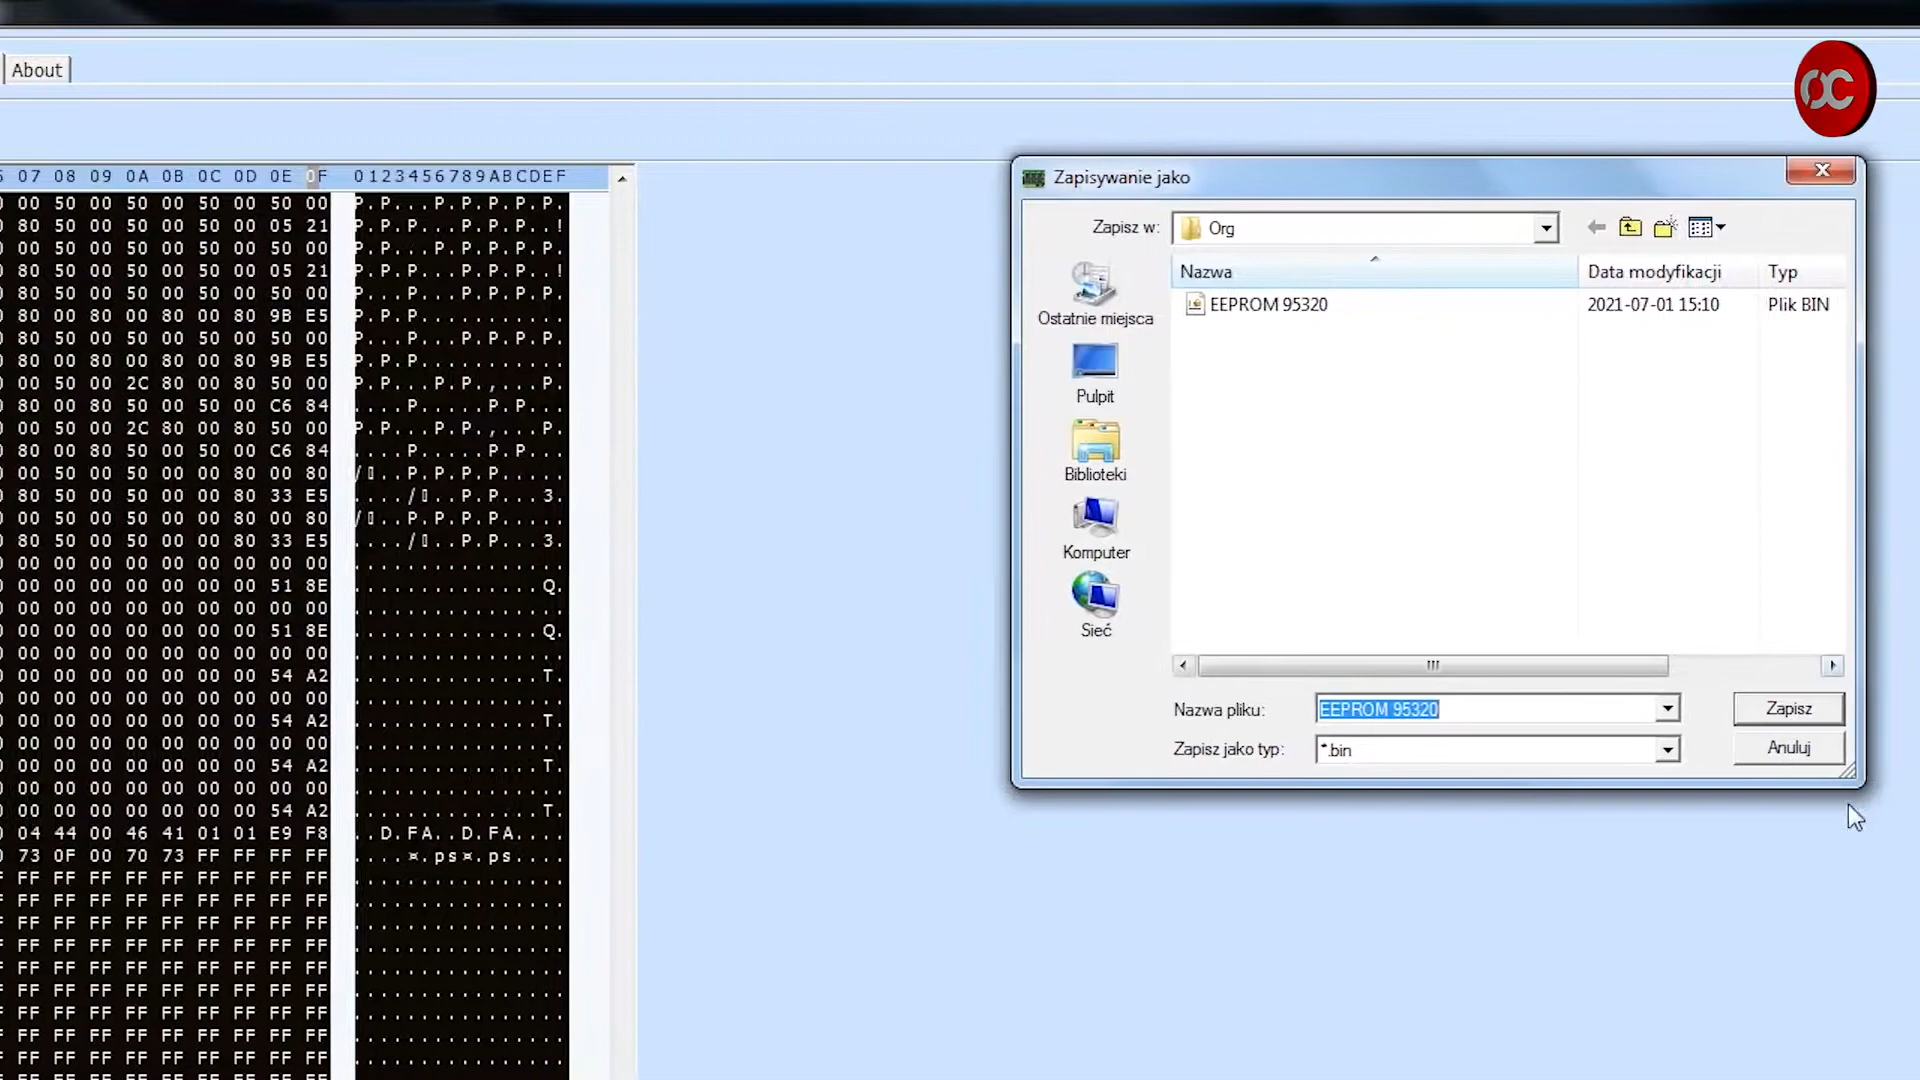 About
OC
07 08 09 0A 0B 0C 0D 0E 0F 0123456789ABCDEF
00 50 00 50 00 50 00 50 00 P.P...P.P.P.P.P.
80 50 00 50 00 50 00 05 21 P.P.P...P.P.P..!
00 50 00 50 00 50 00 50 00 P.P...P.P.P.P.P.
80 50 00 50 00 50 00 05 21 P.P.P...P.P.P..!
80 50 00 50 00 50 00 50 00 P.P...P.P.P.P.P.
80 00 80 00 80 00 80 9B E5 P.P.P...........
00 50 00 50 00 50 00 50 00 P.P...P.P.P.P.P.
80 00 80 00 80 00 80 9B E5 P.P.P...........
00 50 00 2C 80 00 80 50 00 P.P...P.P.,...P.
80 00 80 50 00 50 00 C6 84 ....P.....P.P...
00 50 00 2C 80 00 80 50 00 P.P...P.P.,...P.
80 00 80 50 00 50 00 C6 84 ....P.....P.P...
00 50 00 50 00 00 80 00 80
80 50 00 50 00 00 80 33 E5
00 50 00 50 00 00 80 00 80
80 50 00 50 00 00 80 33 E5
00 00 00 00 00 00 00 00 00 ................
00 00 00 00 00 00 00 51 8E ..............Q.
00 00 00 00 00 00 00 00 00 ................
00 00 00 00 00 00 00 51 8E ..............Q.
00 00 00 00 00 00 00 00 00 ................
00 00 00 00 00 00 00 54 A2 ..............T.
00 00 00 00 00 00 00 00 00 ................
00 00 00 00 00 00 00 54 A2 ..............T.
00 00 00 00 00 00 00 00 00 ................
00 00 00 00 00 00 00 54 A2 ..............T.
00 00 00 00 00 00 00 00 00 ................
00 00 00 00 00 00 00 54 A2 ..............T.
04 44 00 46 41 01 01 E9 F8 ..D.FA..D.FA....
73 0F 00 70 73 FF FF FF FF ....¤.ps¤.ps....
FF FF FF FF FF FF FF FF FF ................
FF FF FF FF FF FF FF FF FF ................
FF FF FF FF FF FF FF FF FF ................
FF FF FF FF FF FF FF FF FF ................
FF FF FF FF FF FF FF FF FF ................
FF FF FF FF FF FF FF FF FF ................
FF FF FF FF FF FF FF FF FF ................
FF FF FF FF FF FF FF FF FF ................
FF FF FF FF FF FF FF FF FF ................
Zapisywanie jako
Zapisz w: Org
Nazwa Data modyfikacji Typ
EEPROM 95320 2021-07-01 15:10 Plik BIN
Ostatnie miejsca
Pulpit
Biblioteki
Komputer
Sieć
Nazwa pliku: EEPROM 95320 Zapisz
Zapisz jako typ: *.bin Anuluj